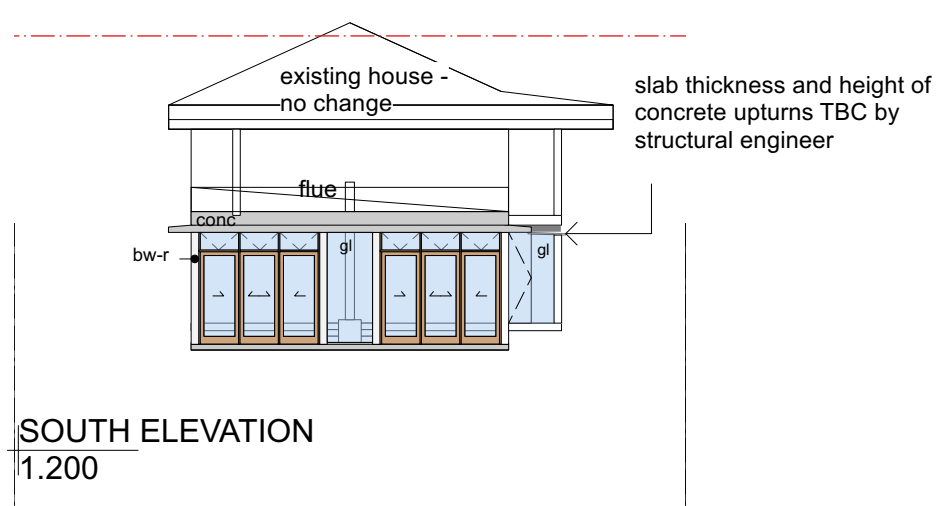 existing house -
no change
slab thickness and height of
concrete upturns TBC by
structural engineer
flue
conc
bw-r
gl
gl
SOUTH ELEVATION
1.200